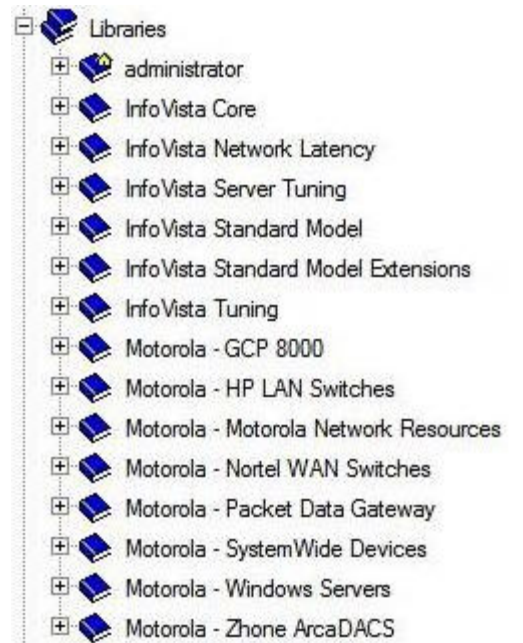 Libraries
administrator
InfoVista Core
InfoVista Network Latency
InfoVista Server Tuning
InfoVista Standard Model
InfoVista Standard Model Extensions
InfoVista Tuning
Motorola - GCP 8000
Motorola - HP LAN Switches
Motorola - Motorola Network Resources
Motorola - Nortel WAN Switches
Motorola - Packet Data Gateway
Motorola - SystemWide Devices
Motorola - Windows Servers
Motorola - Zhone ArcaDACS